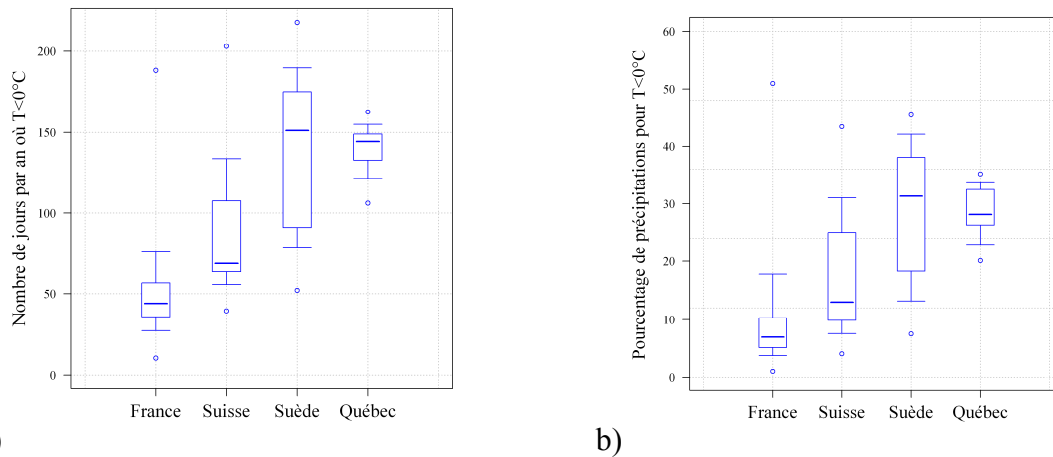 Nombre de jours par an où T<0°C
200
150
100
50
0
France Suisse Suède Québec
)
Pourcentage de précipitations pour T<0°C
60
50
40
30
20
10
0
France Suisse Suède Québec
b)